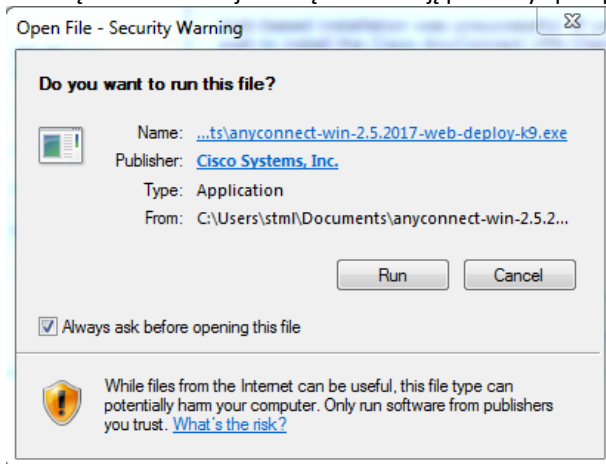 Open File - Security Warning
Do you want to run this file?
Name: ...ts\anyconnect-win-2.5.2017-web-deploy-k9.exe
Publisher: Cisco Systems, Inc.
Type: Application
From: C:\Users\stml\Documents\anyconnect-win-2.5.2...
Run Cancel
Always ask before opening this file
While files from the Internet can be useful, this file type can
potentially harm your computer. Only run software from publishers
you trust. What's the risk?